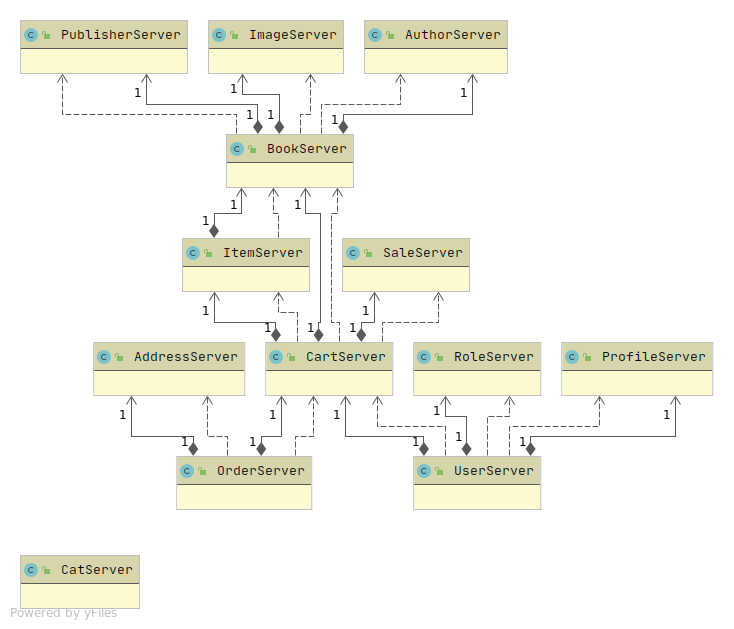 PublisherServer
ImageServer
AuthorServer
1 1 1
1 1 1
BookServer
1 1
1
ItemServer
SaleServer
1 1
1 1 1
AddressServer
CartServer
RoleServer
ProfileServer
1 1 1 1 1
1 1 1 1 1
OrderServer
UserServer
CatServer
Powered by yFiles